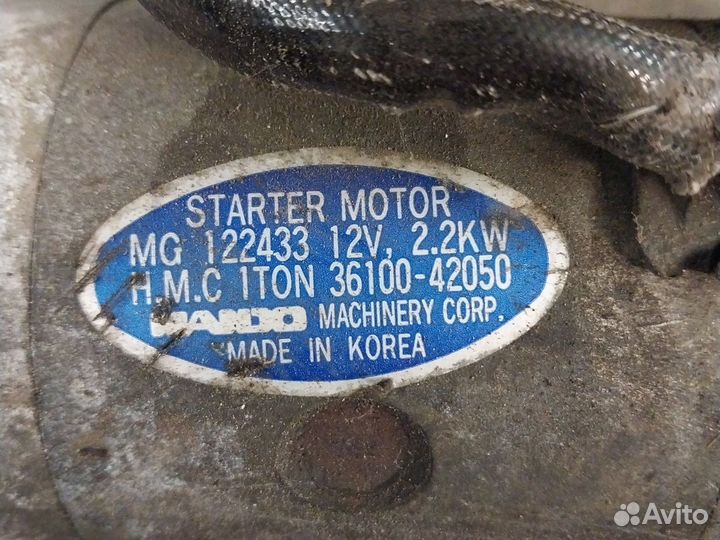 STARTER MOTOR
MG 122433 12V, 2.2KW
H.M.C 1TON 36100-42050
MANDO MACHINERY CORP.
MADE IN KOREA
Avito